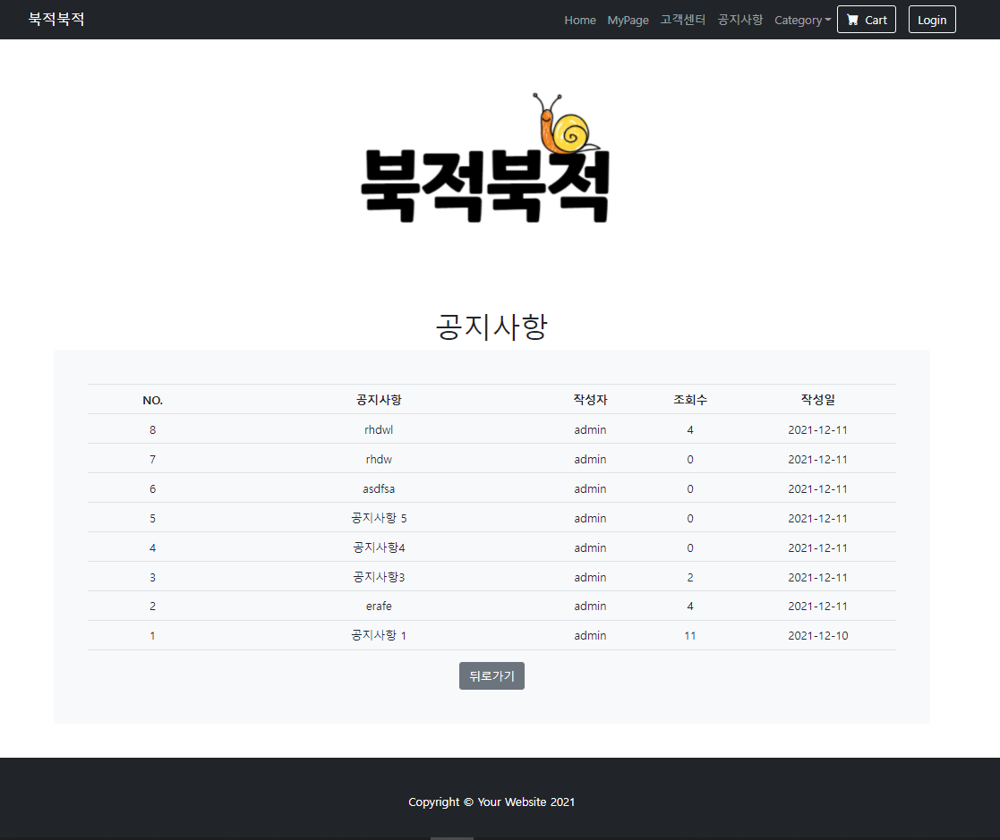 북적북적 Home MyPage 고객센터 공지사항 Category Cart Login
북적북적
공지사항
NO. 공지사항 작성자 조회수 작성일
8 rhdwl admin 4 2021-12-11
7 rhdw admin 0 2021-12-11
6 asdfsa admin 0 2021-12-11
5 공지사항 5 admin 0 2021-12-11
4 공지사항4 admin 0 2021-12-11
3 공지사항3 admin 2 2021-12-11
2 erafe admin 4 2021-12-11
1 공지사항 1 admin 11 2021-12-10
뒤로가기
Copyright © Your Website 2021